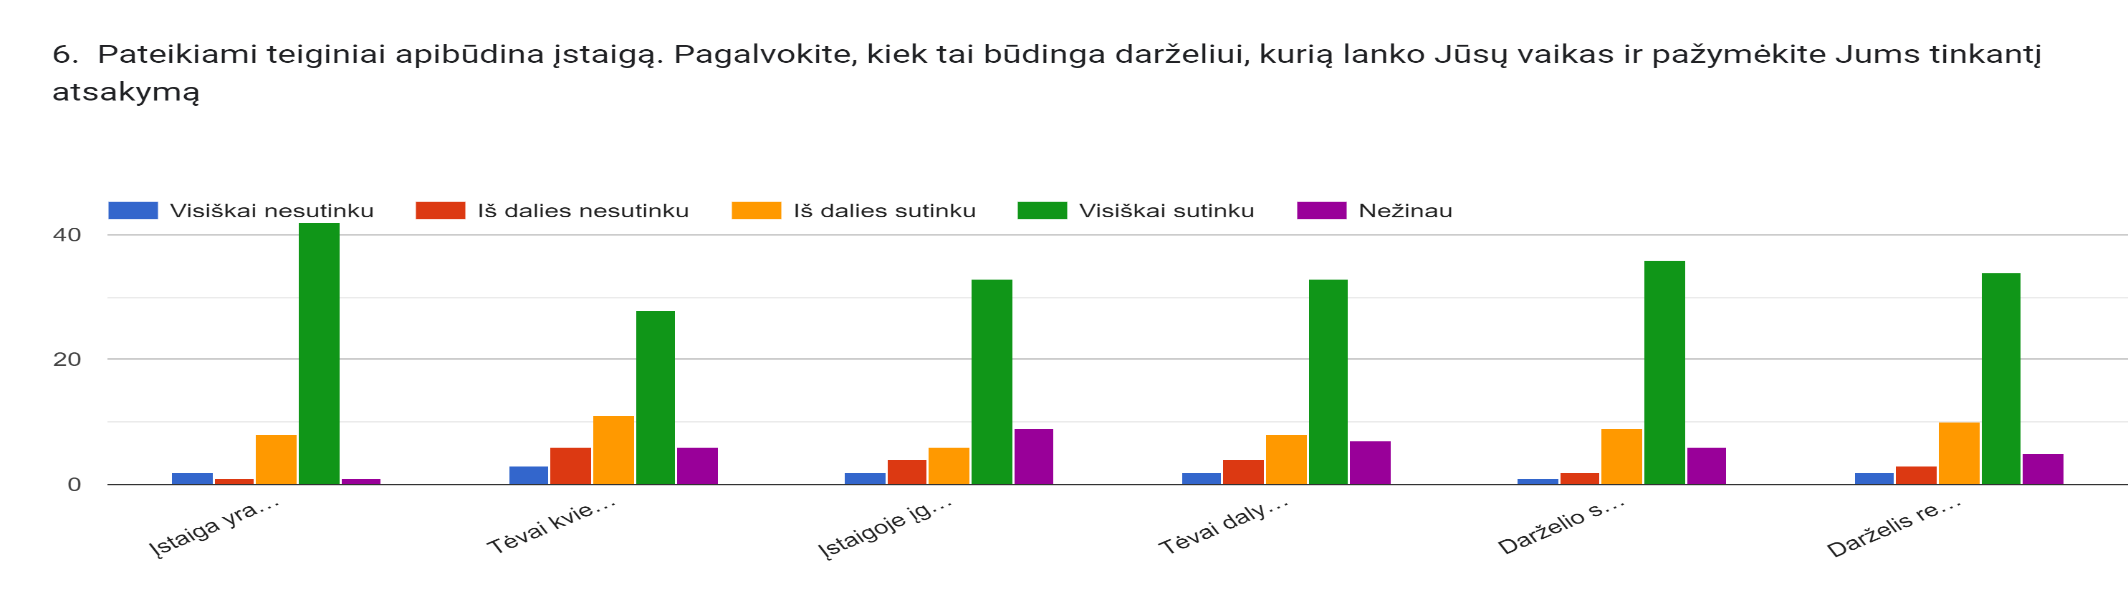 6. Pateikiami teiginiai apibūdina įstaigą. Pagalvokite, kiek tai būdinga darželiui, kurią lanko Jūsų vaikas ir pažymėkite Jums tinkantį
atsakymą
Visiškai nesutinku Iš dalies nesutinku Iš dalies sutinku Visiškai sutinku Nežinau
40
20
0
Įstaiga yra…
Tėvai kvie…
Įstaigoje įg…
Tėvai daly…
Darželio s…
Darželis re…